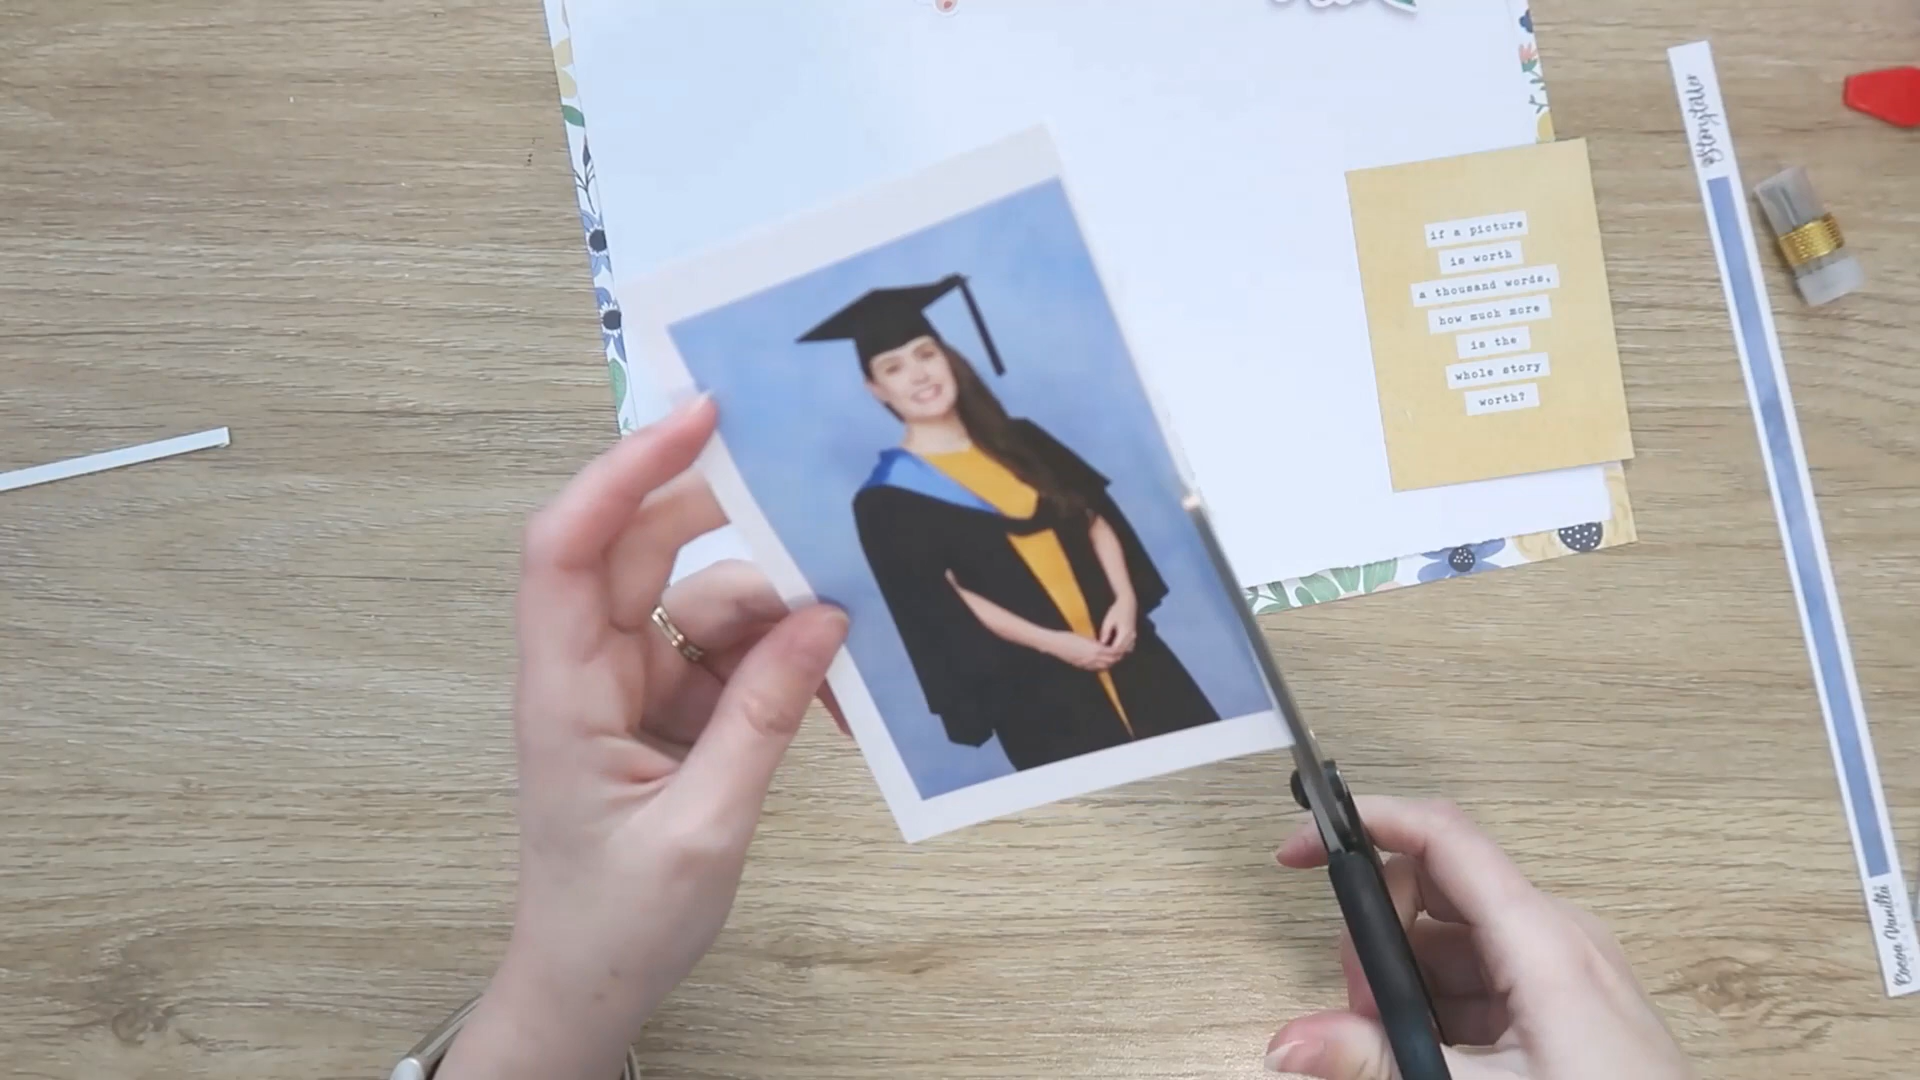 if a picture
is worth
a thousand words,
how much more
is the
whole story
worth?
Storyteller
Cocoa Vanilla